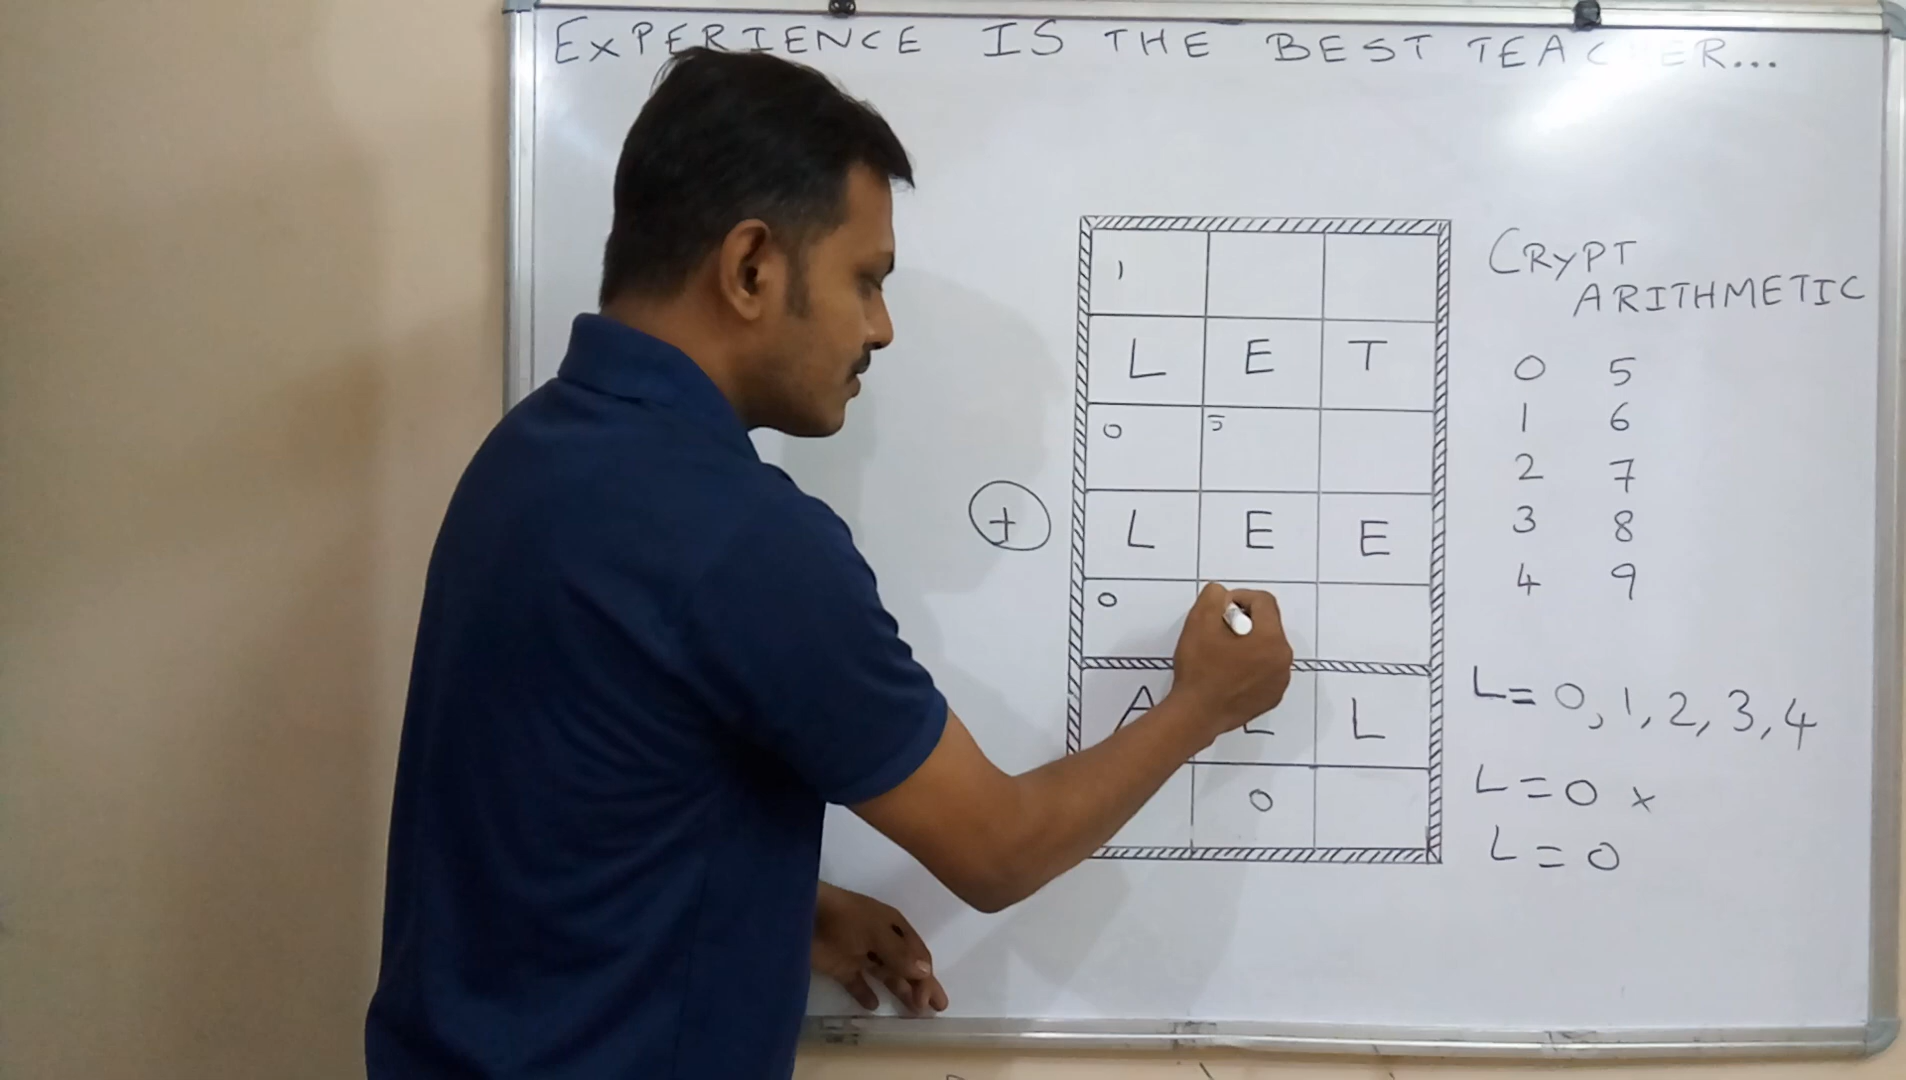 EXPERIENCE IS THE BEST TEACHER...
CRYPT
ARITHMETIC
1
L E T
0 5
L E E
0
A L L
0
+
0 5
1 6
2 7
3 8
4 9
L = 0, 1, 2, 3, 4
L = 0 x
L = 0